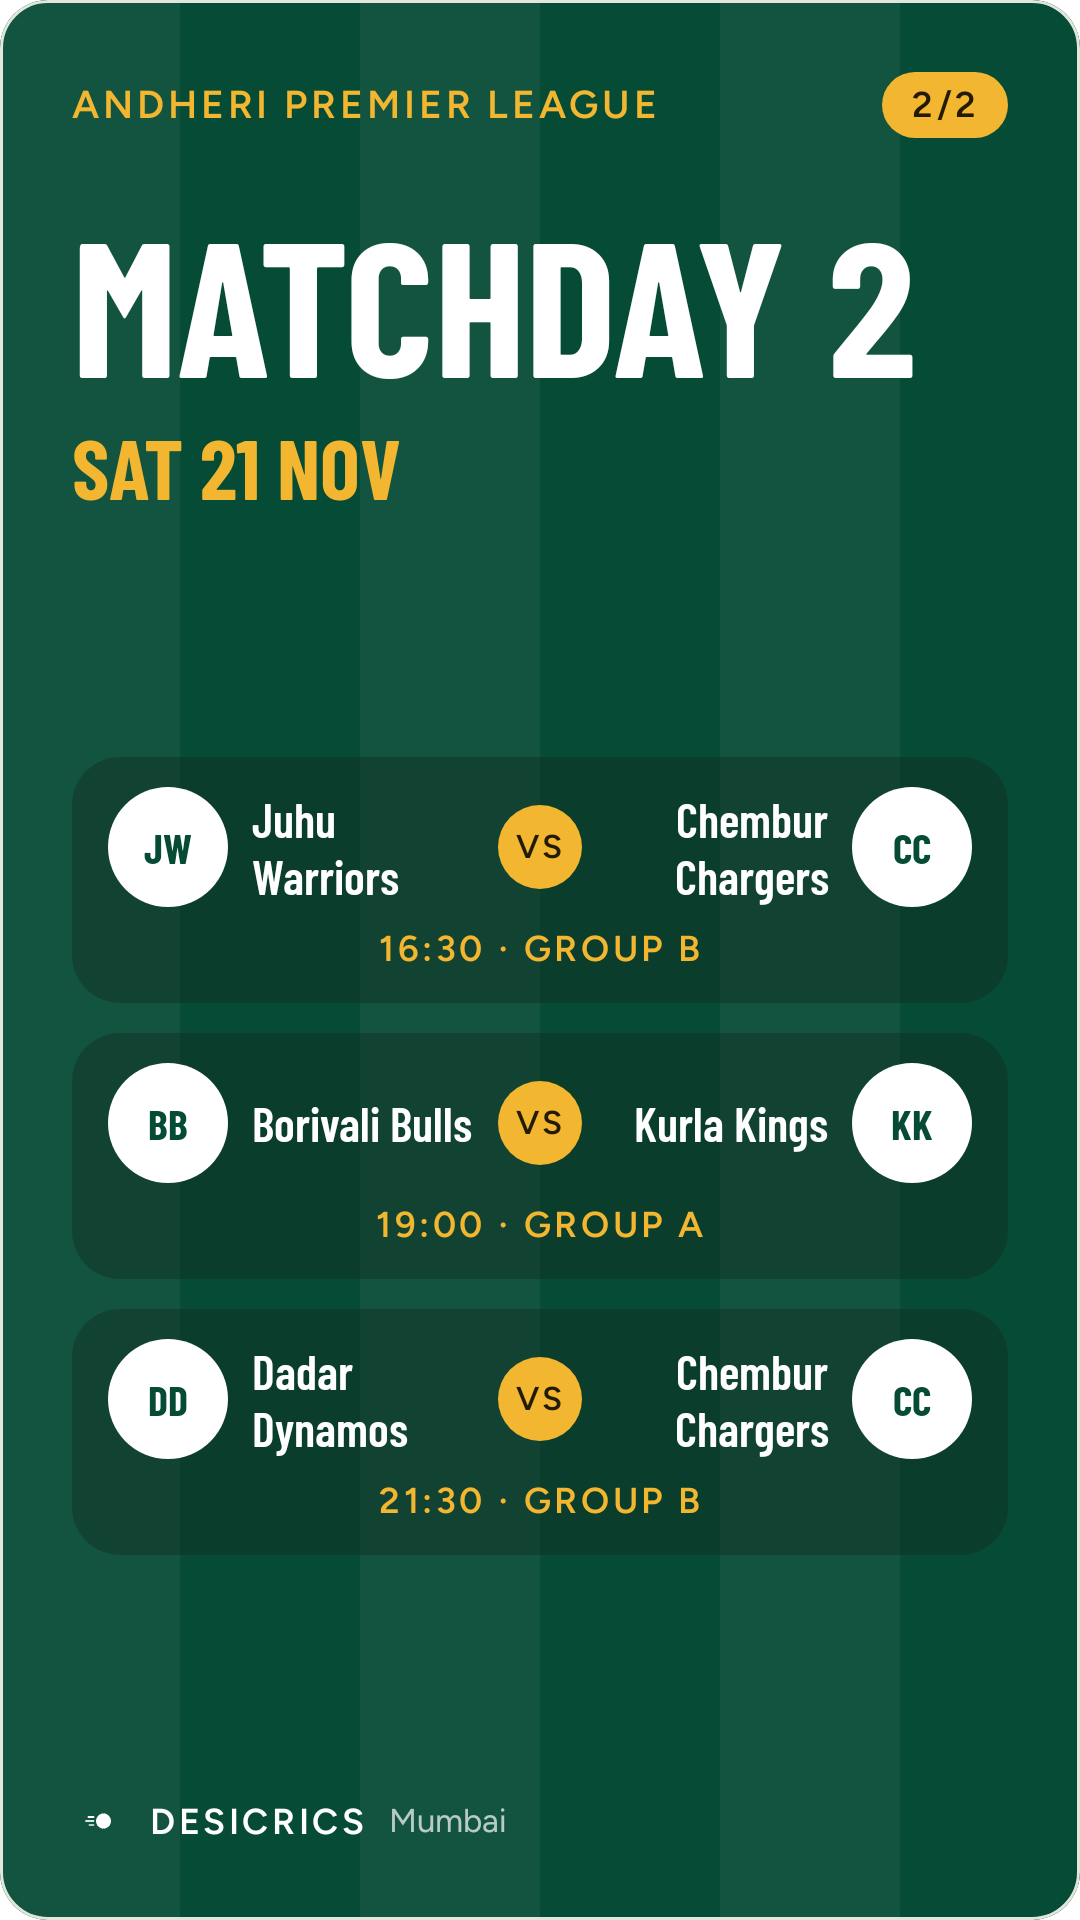 ANDHERI PREMIER LEAGUE
2/2
MATCHDAY 2
SAT 21 NOV
JW
Juhu
Warriors
VS
Chembur
Chargers
CC
16:30 · GROUP B
BB
Borivali Bulls
VS
Kurla Kings
KK
19:00 · GROUP A
DD
Dadar
Dynamos
VS
Chembur
Chargers
CC
21:30 · GROUP B
DESICRICS Mumbai